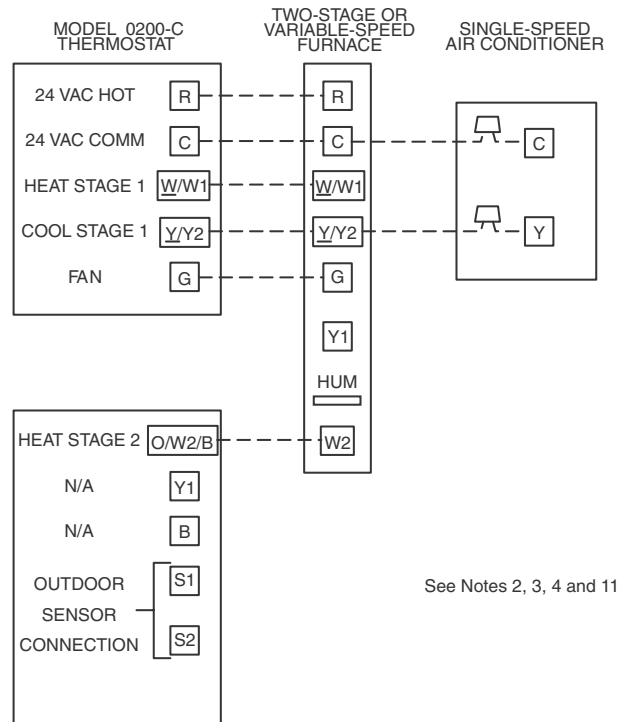 MODEL 0200-C
THERMOSTAT
TWO-STAGE OR
VARIABLE-SPEED
FURNACE
SINGLE-SPEED
AIR CONDITIONER
24 VAC HOT R R
24 VAC COMM C C C
HEAT STAGE 1 W/W1 W/W1
COOL STAGE 1 Y/Y2 Y/Y2 Y
FAN G G
Y1
HUM
HEAT STAGE 2 O/W2/B W2
N/A Y1
N/A B
OUTDOOR S1
SENSOR
CONNECTION S2
See Notes 2, 3, 4 and 11